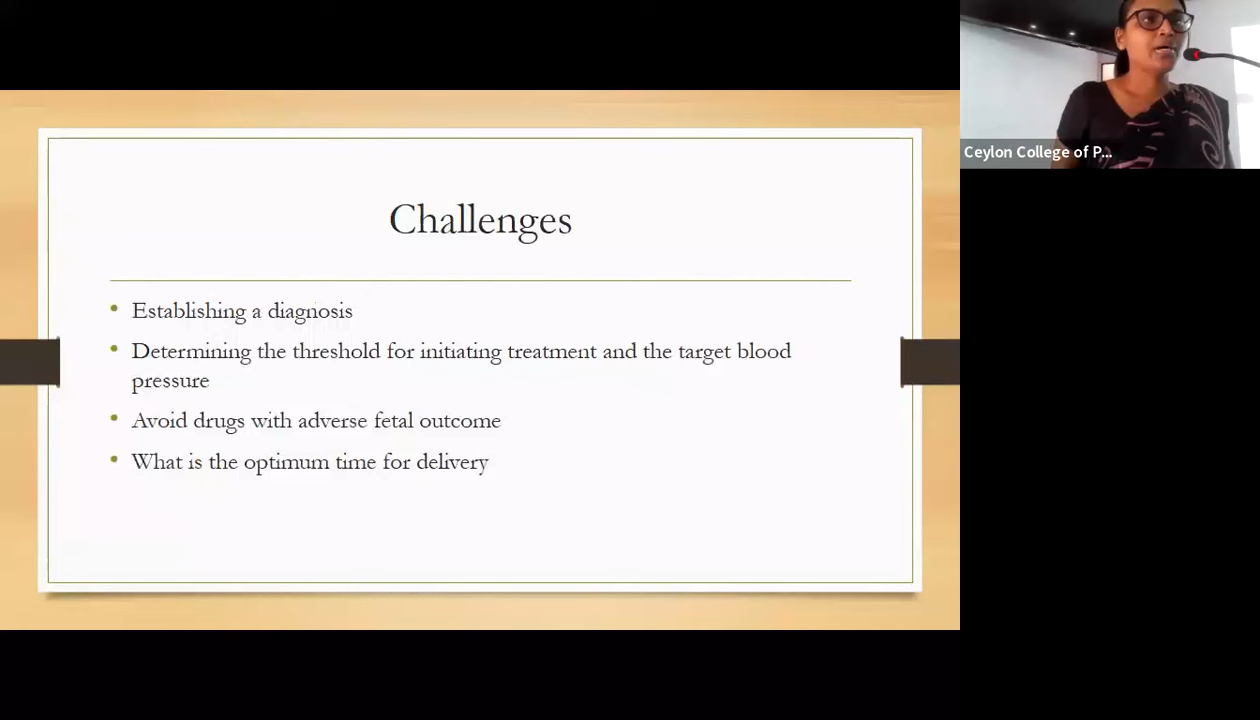 Challenges
• Establishing a diagnosis
• Determining the threshold for initiating treatment and the target blood
pressure
• Avoid drugs with adverse fetal outcome
• What is the optimum time for delivery
Ceylon College of P...